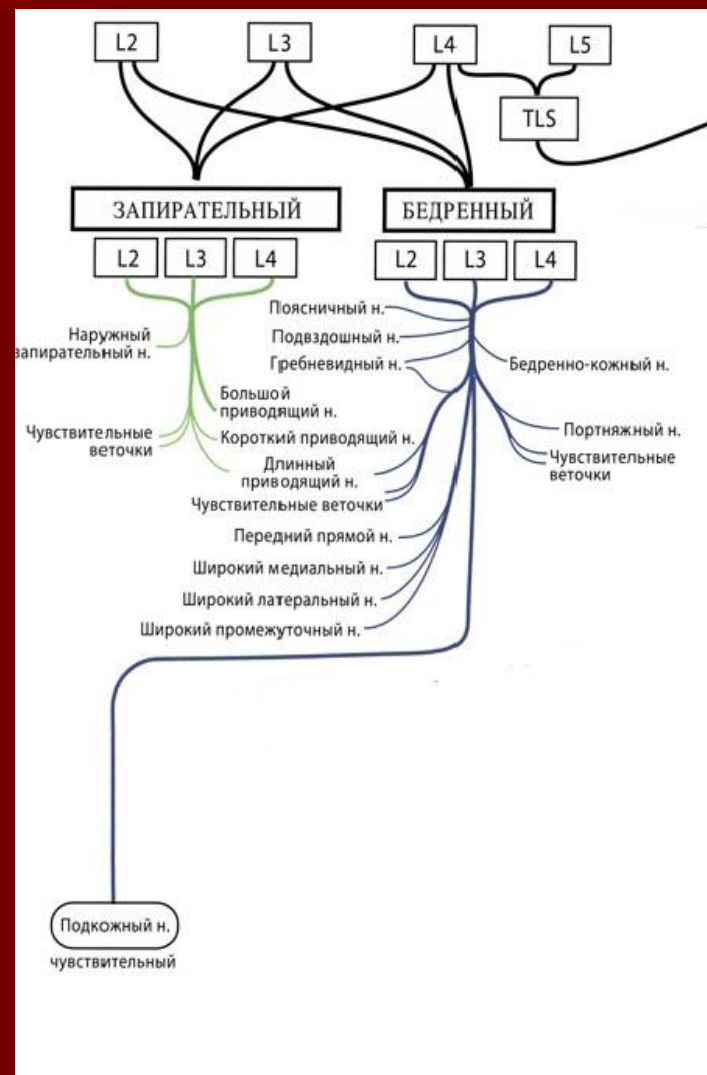 L2 L3 L4 L5
TLS
ЗАПИРАТЕЛЬНЫЙ
БЕДРЕННЫЙ
L2 L3 L4
L2 L3 L4
Наружный
запирательный н.
Большой
приводящий н.
Чувствительные
веточки
Короткий приводящий н.
Поясничный н.
Подвздошный н.
Гребневидный н.
Длинный
приводящий н.
Чувствительные веточки
Передний прямой н.
Широкий медиальный н.
Широкий латеральный н.
Широкий промежуточный н.
Бедренно-кожный н.
Портняжный н.
Чувствительные
веточки
Подкожный н.
чувствительный